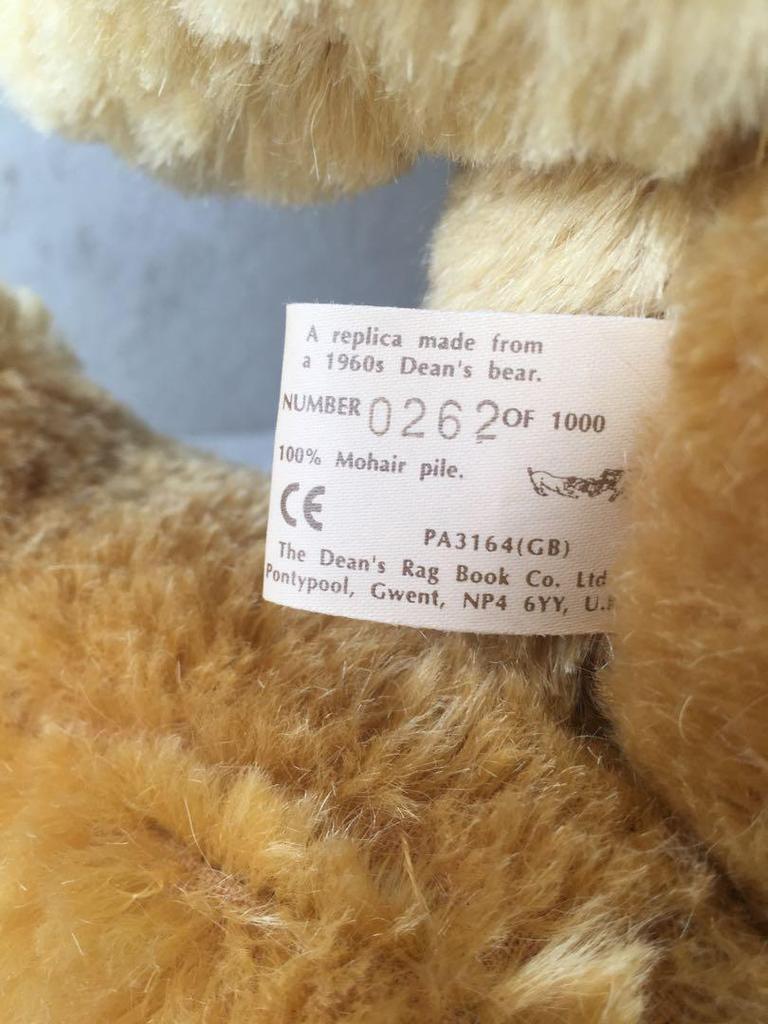 A replica made from
a 1960s Dean's bear.
NUMBER 0262 OF 1000
100% Mohair pile.
CE
PA3164(GB)
The Dean's Rag Book Co. Ltd
Pontypool, Gwent, NP4 6YY, U.